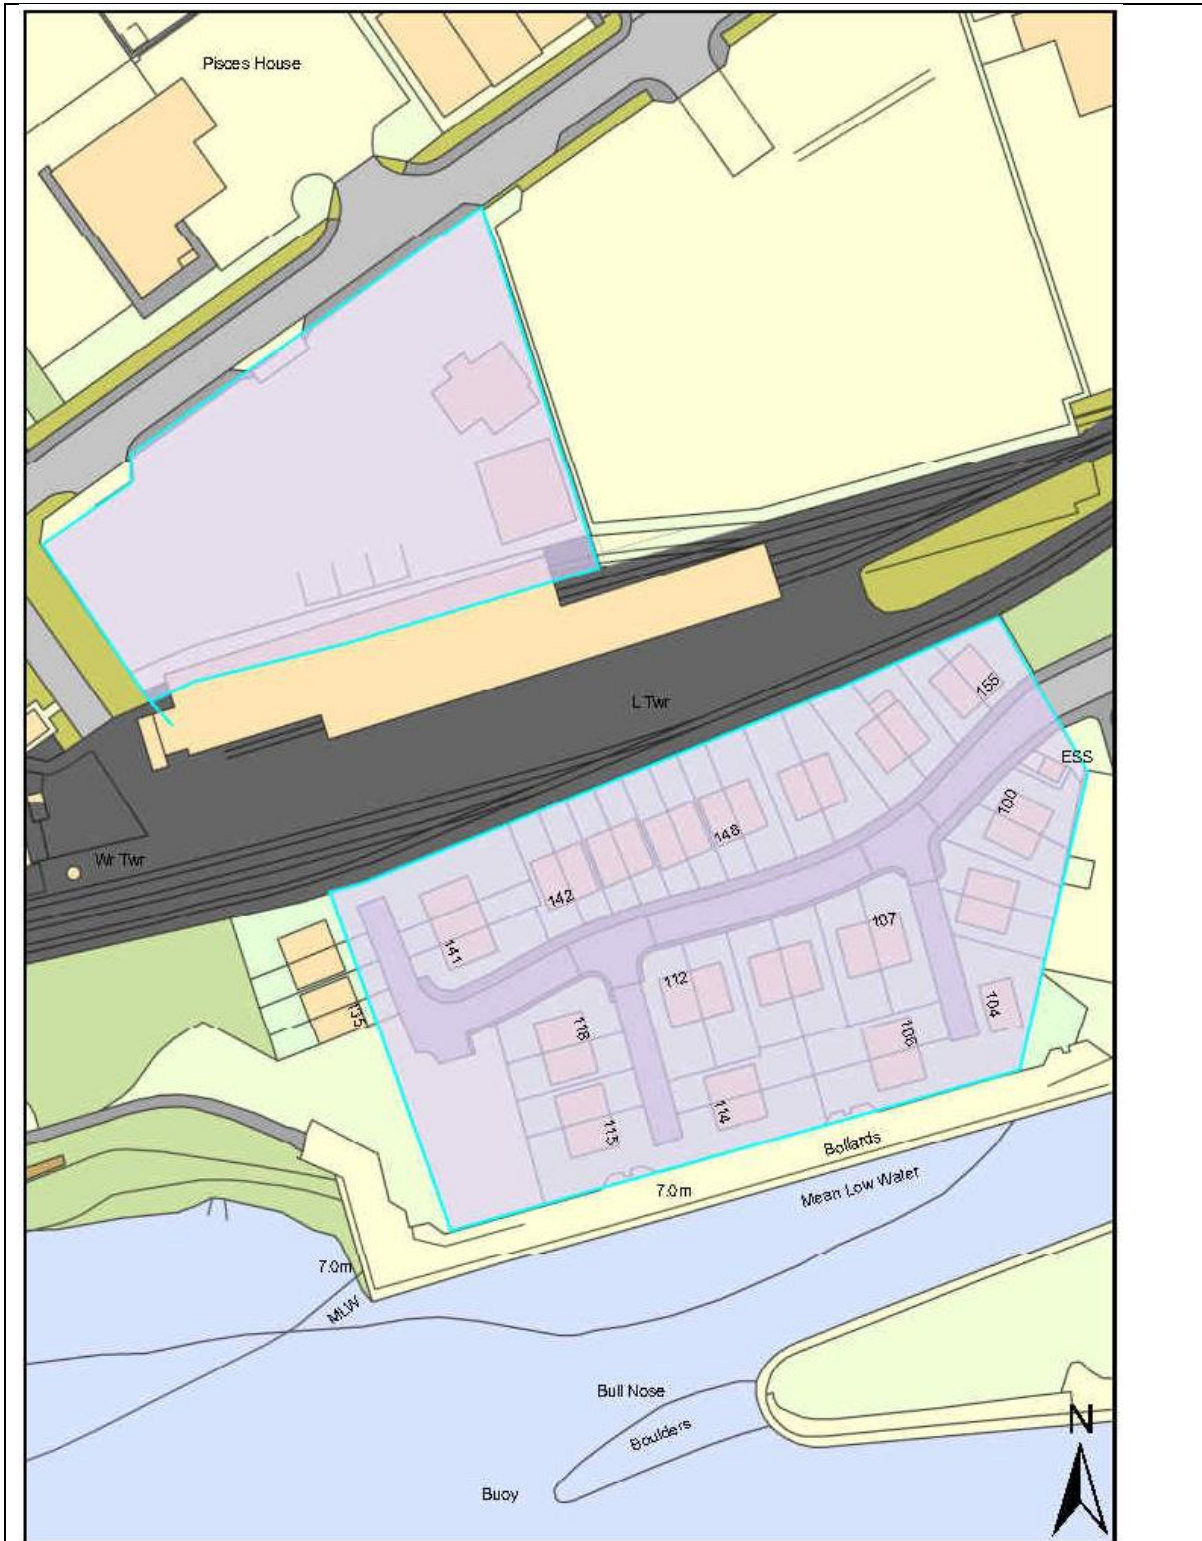 Pisces House
L Twr
155
ESS
100
148
Wr Twr
142
107
141
112
104
135
118
106
114
115
Bollards
7.0m
Mean Low Water
7.0m
MLW
Bull Nose
N
Boulders
Buoy